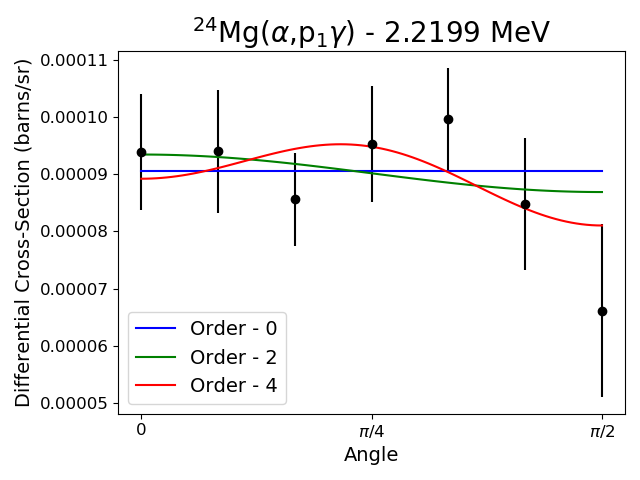 ²⁴Mg(α,p₁γ) - 2.2199 MeV
Differential Cross-Section (barns/sr)
0.00011
0.00010
0.00009
0.00008
0.00007
0.00006
0.00005
Order - 0
Order - 2
Order - 4
0
π/4
π/2
Angle